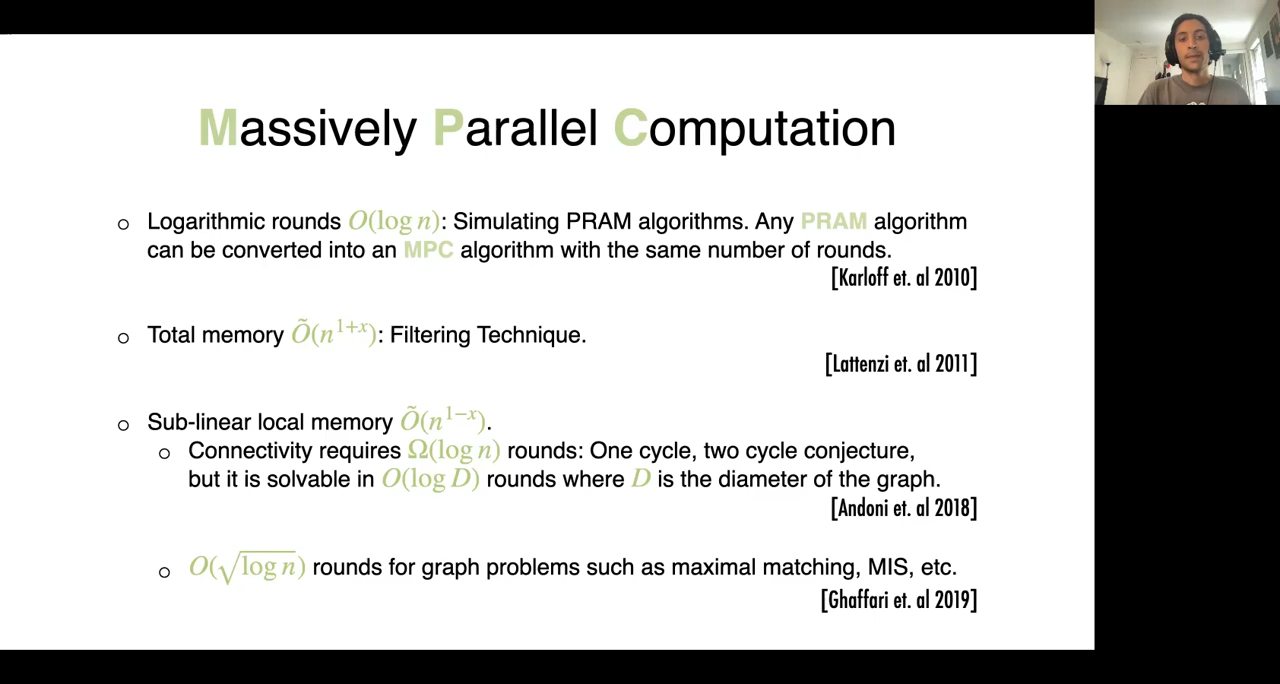 Massively Parallel Computation
○ Logarithmic rounds O(log n): Simulating PRAM algorithms. Any PRAM algorithm
can be converted into an MPC algorithm with the same number of rounds.
[Karloff et. al 2010]
○ Total memory Õ(n^{1+x}): Filtering Technique.
[Lattenzi et. al 2011]
○ Sub-linear local memory Õ(n^{1−x}).
○ Connectivity requires Ω(log n) rounds: One cycle, two cycle conjecture,
but it is solvable in O(log D) rounds where D is the diameter of the graph.
[Andoni et. al 2018]
○ O(√log n) rounds for graph problems such as maximal matching, MIS, etc.
[Ghaffari et. al 2019]